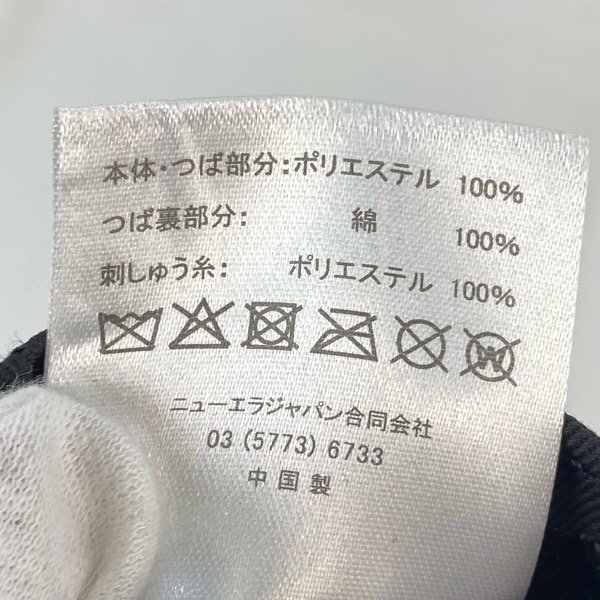 本体・つば部分:ポリエステル 100%
つば裏部分: 綿 100%
刺しゅう糸: ポリエステル 100%
ニューエラジャパン合同会社
03 (5773) 6733
中国製